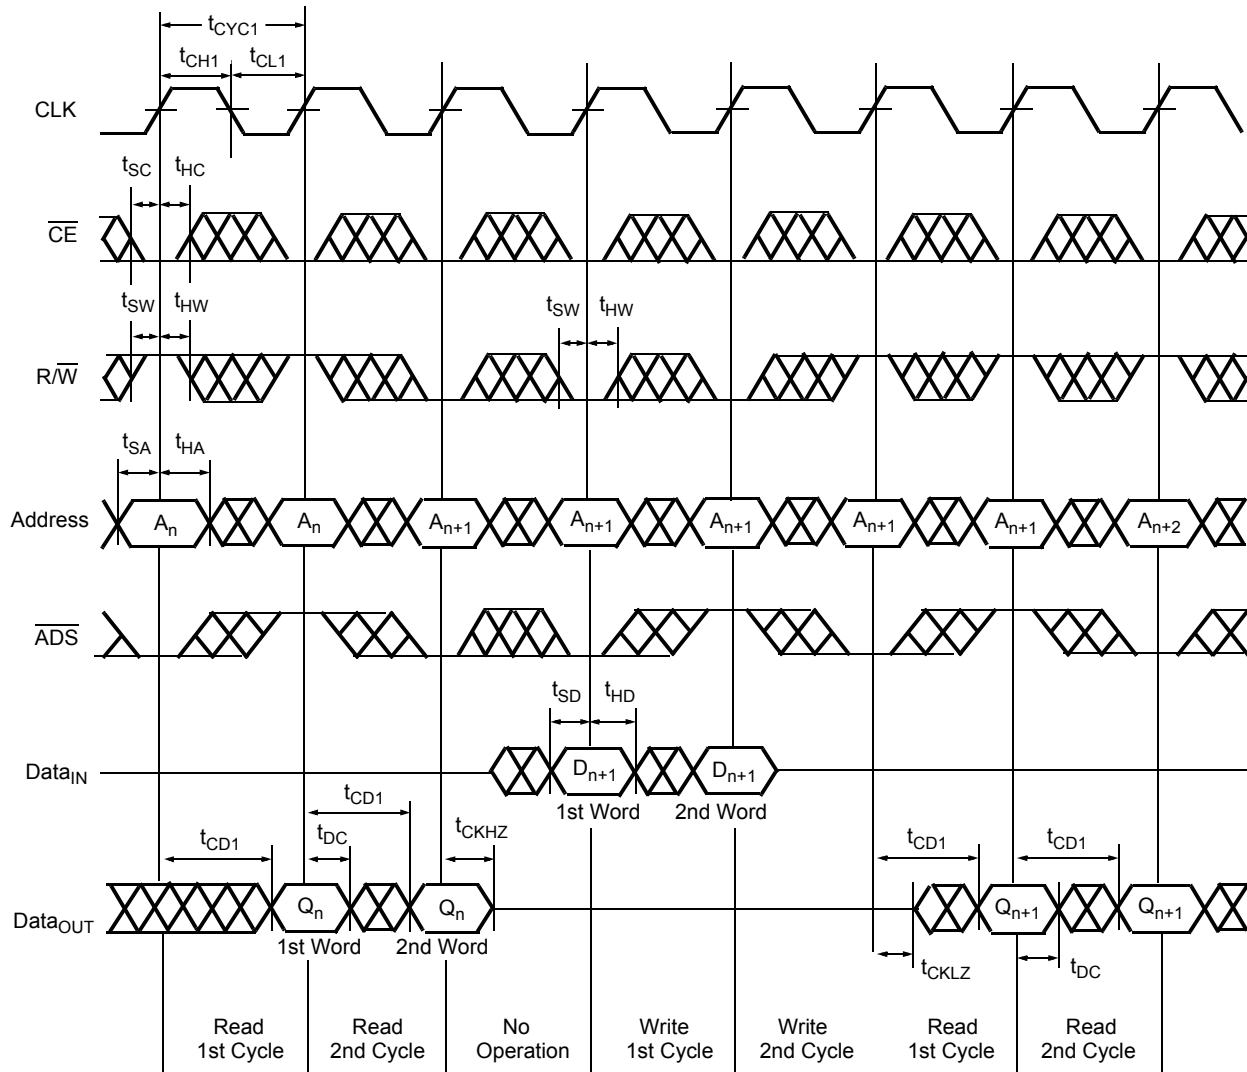 tCYC1
tCH1 tCL1
CLK
tSC tHC
CE
tSW tHW tSW tHW
R/W
tSA tHA
Address An An An+1 An+1 An+1 An+1 An+1 An+2
ADS
tSD tHD
DataIN Dn+1 Dn+1
1st Word 2nd Word
tCD1 tDC tCD1 tCKHZ tCD1 tCD1
DataOUT Qn Qn Qn+1 Qn+1
1st Word 2nd Word
tCKLZ tDC
Read Read No Write Write Read Read
1st Cycle 2nd Cycle Operation 1st Cycle 2nd Cycle 1st Cycle 2nd Cycle